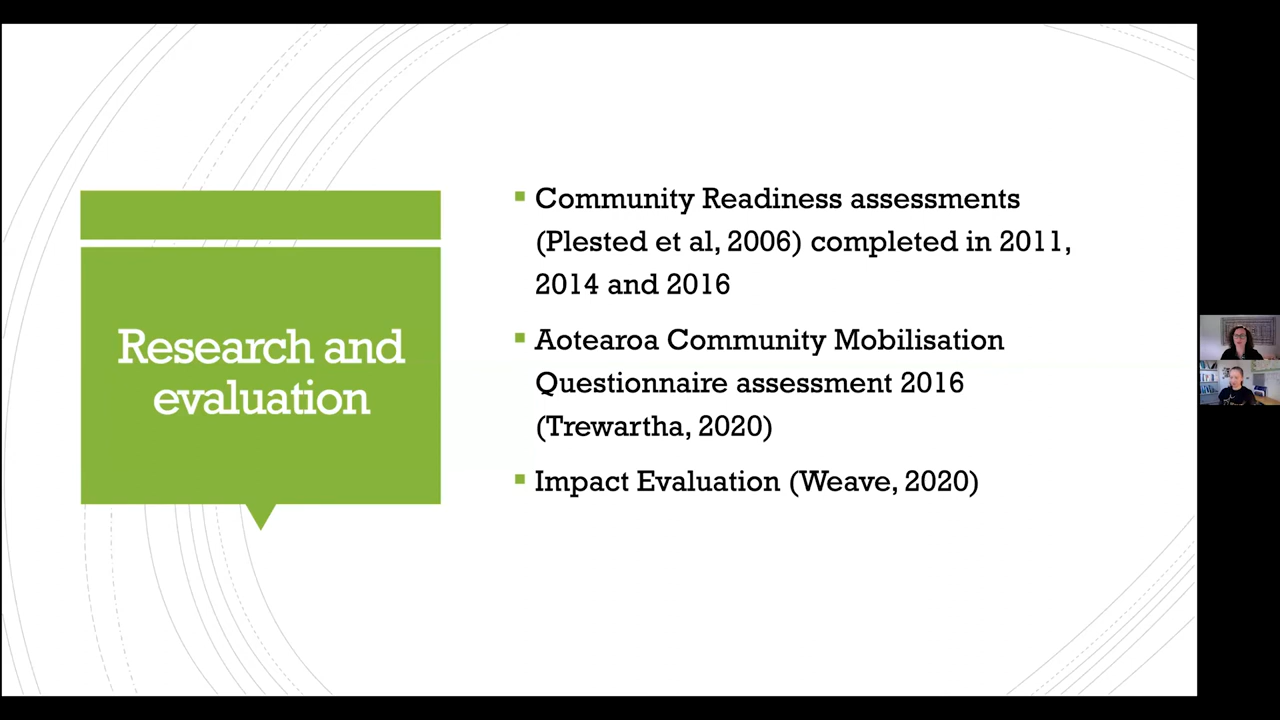 Research and
evaluation
Community Readiness assessments
(Plested et al, 2006) completed in 2011,
2014 and 2016
Aotearoa Community Mobilisation
Questionnaire assessment 2016
(Trewartha, 2020)
Impact Evaluation (Weave, 2020)